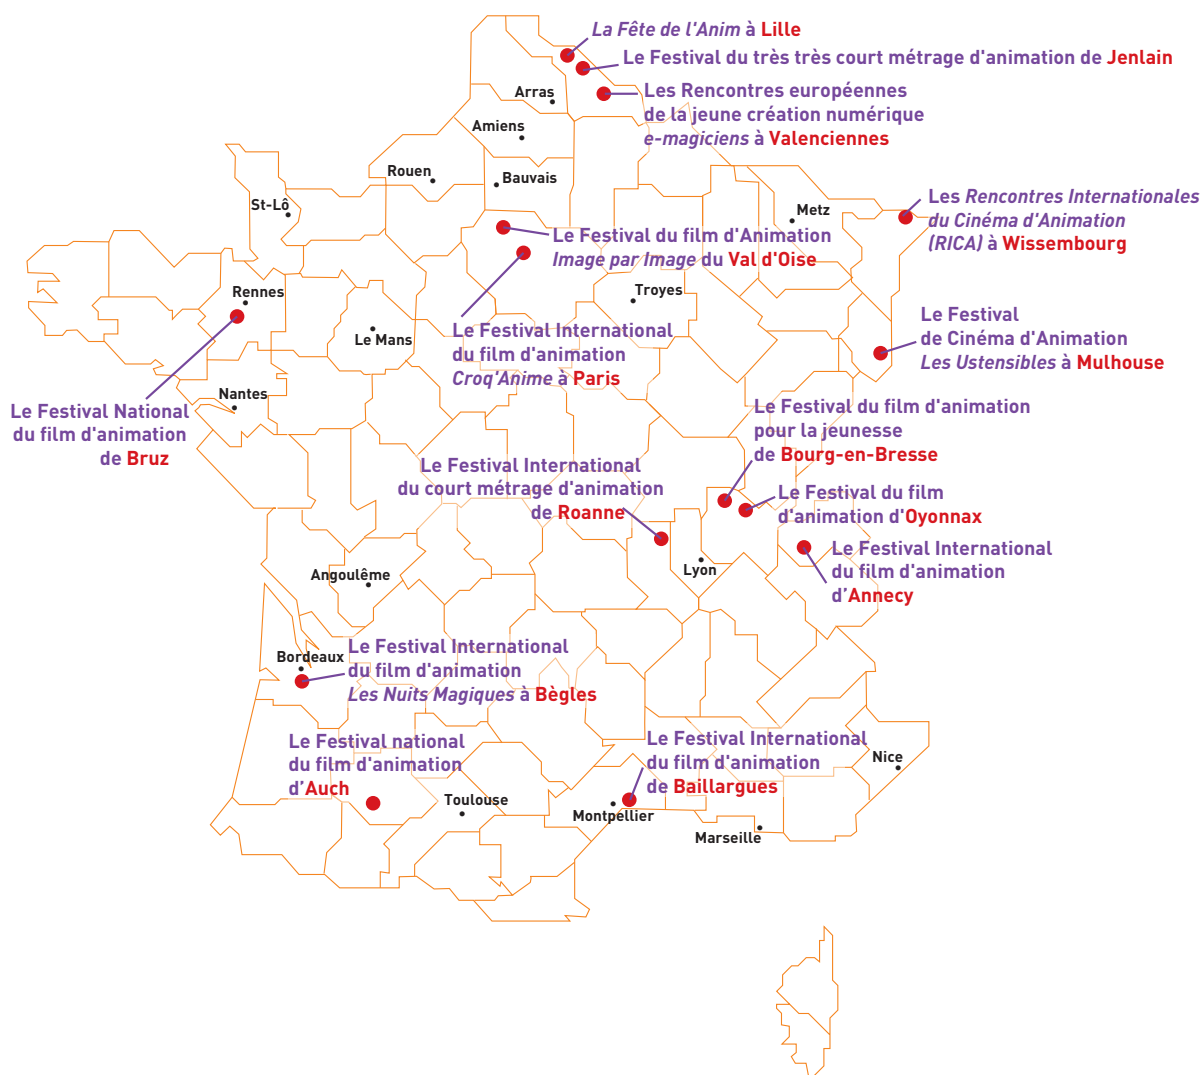 La Fête de l'Anim à Lille
Le Festival du très très court métrage d'animation de Jenlain
Les Rencontres européennes
de la jeune création numérique
e-magiciens à Valenciennes
Arras
Amiens
Rouen
Bauvais
St-Lô
Metz
Les Rencontres Internationales
du Cinéma d'Animation
(RICA) à Wissembourg
Le Festival du film d'Animation
Image par Image du Val d'Oise
Rennes
Troyes
Le Mans
Le Festival International
du film d'animation
Croq'Anime à Paris
Le Festival
de Cinéma d'Animation
Les Ustensibles à Mulhouse
Nantes
Le Festival National
du film d'animation
de Bruz
Le Festival du film d'animation
pour la jeunesse
de Bourg-en-Bresse
Le Festival International
du court métrage d'animation
de Roanne
Le Festival du film
d'animation d'Oyonnax
Lyon
Le Festival International
du film d'animation
d’Annecy
Angoulême
Bordeaux
Le Festival International
du film d'animation
Les Nuits Magiques à Bègles
Le Festival national
du film d'animation
d’Auch
Toulouse
Le Festival International
du film d'animation
de Baillargues
Montpellier
Nice
Marseille